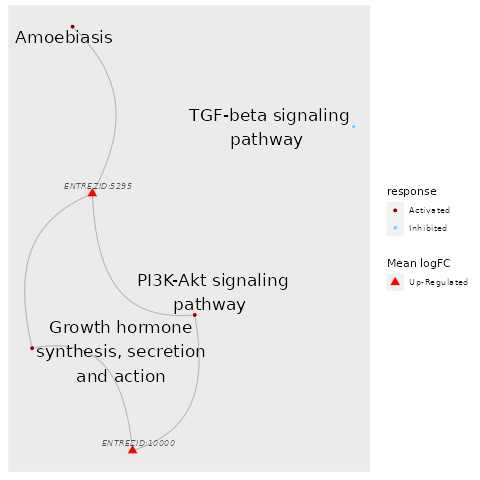 Amoebiasis
TGF-beta signaling
pathway
ENTREZID:5295
PI3K-Akt signaling
pathway
Growth hormone
synthesis, secretion
and action
ENTREZID:10000
response
Activated
Inhibited
Mean logFC
Up-Regulated